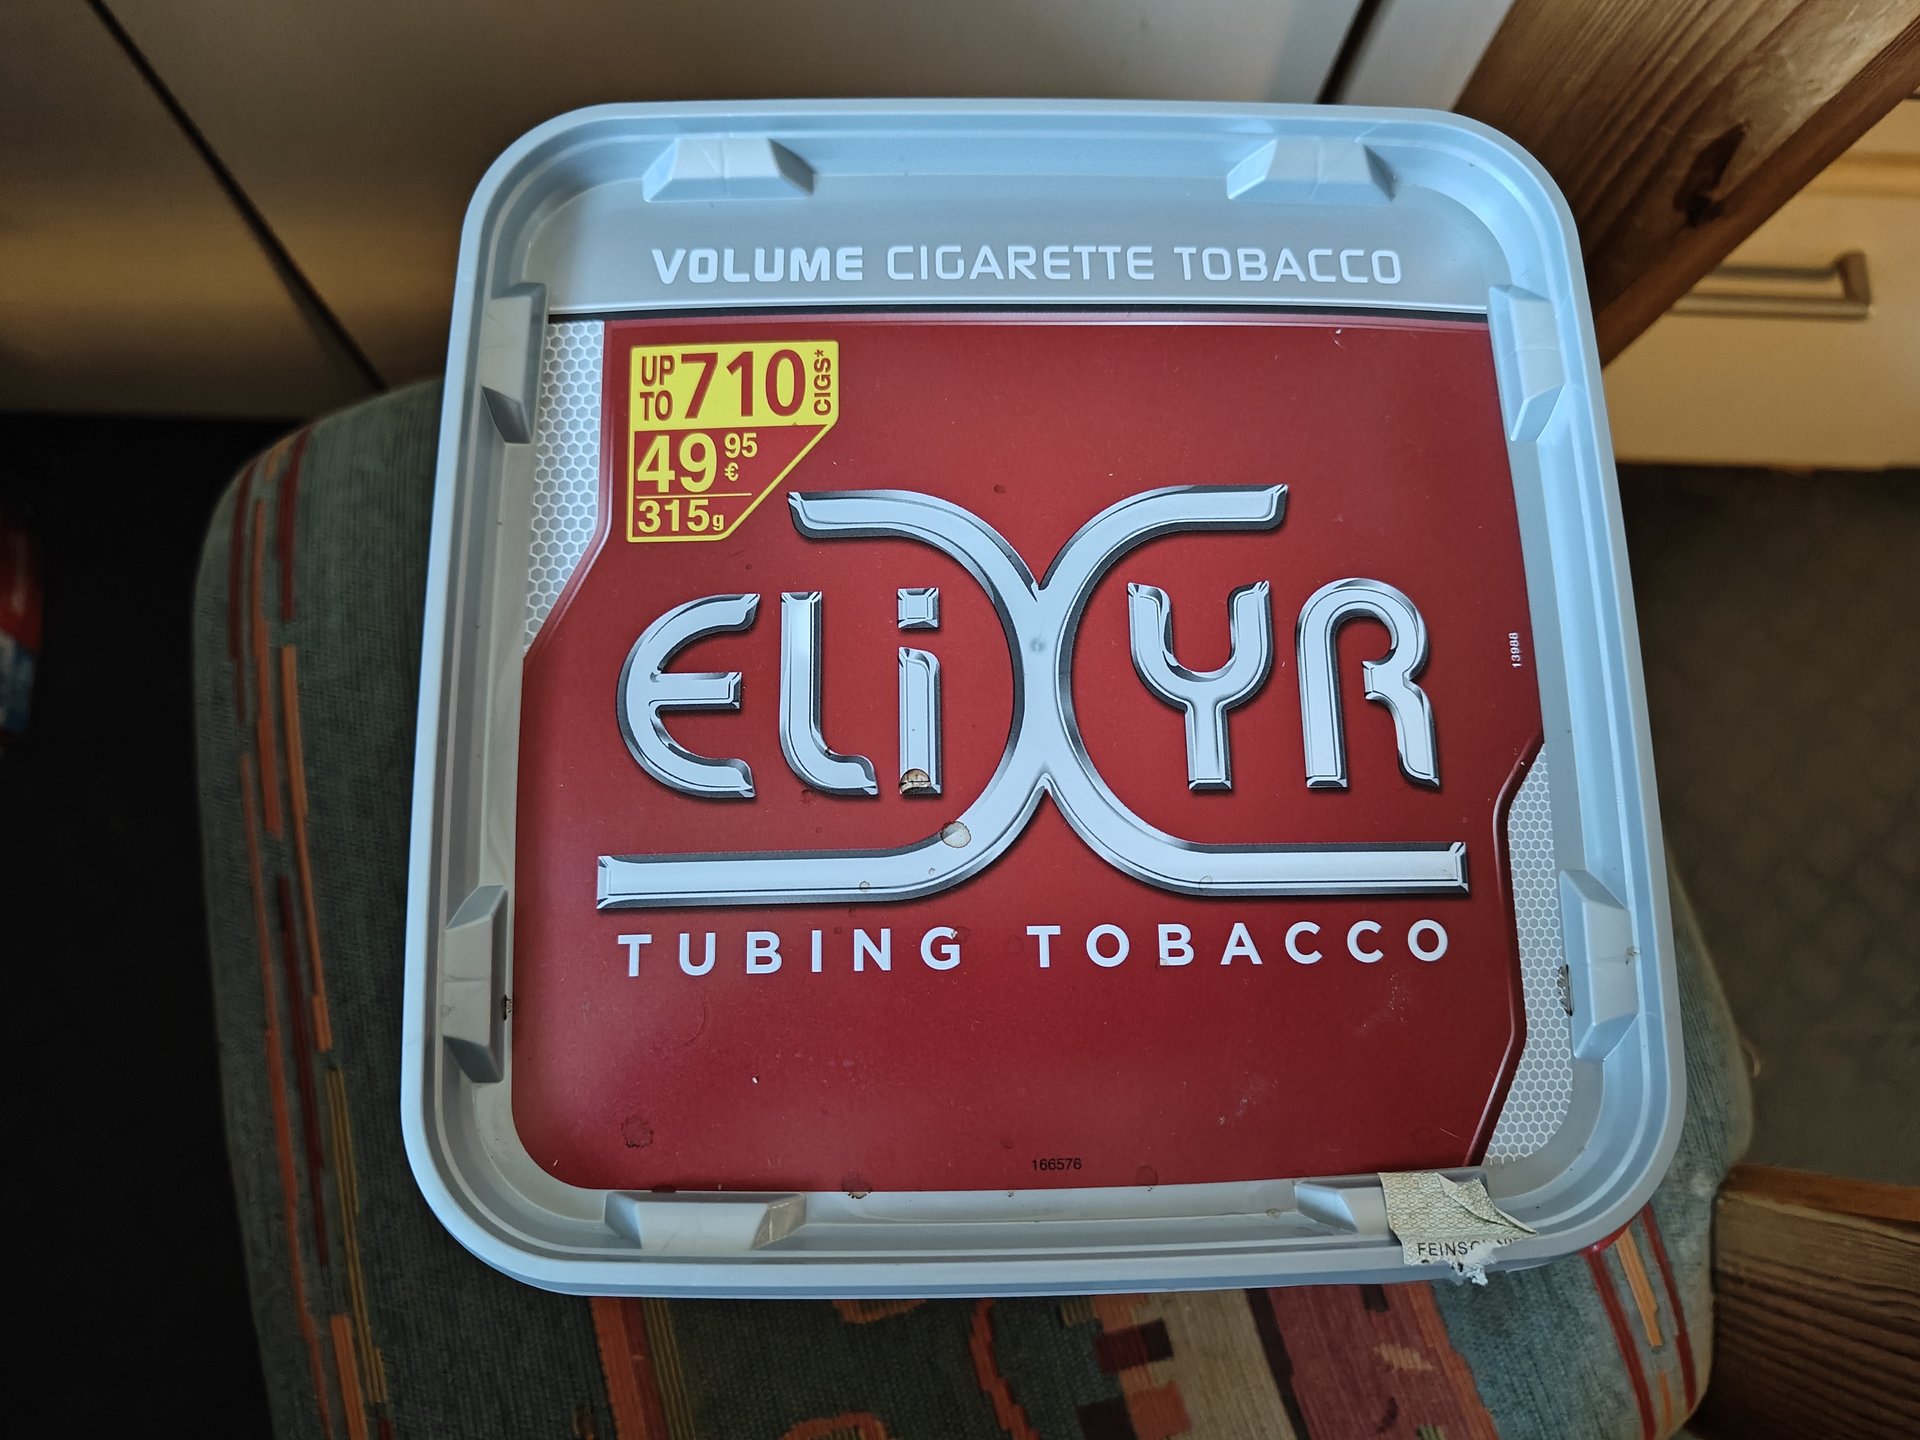 VOLUME CIGARETTE TOBACCO
UP TO 710 CIGS*
49 95 €
315g
ELiXYR
13988
TUBING TOBACCO
166576